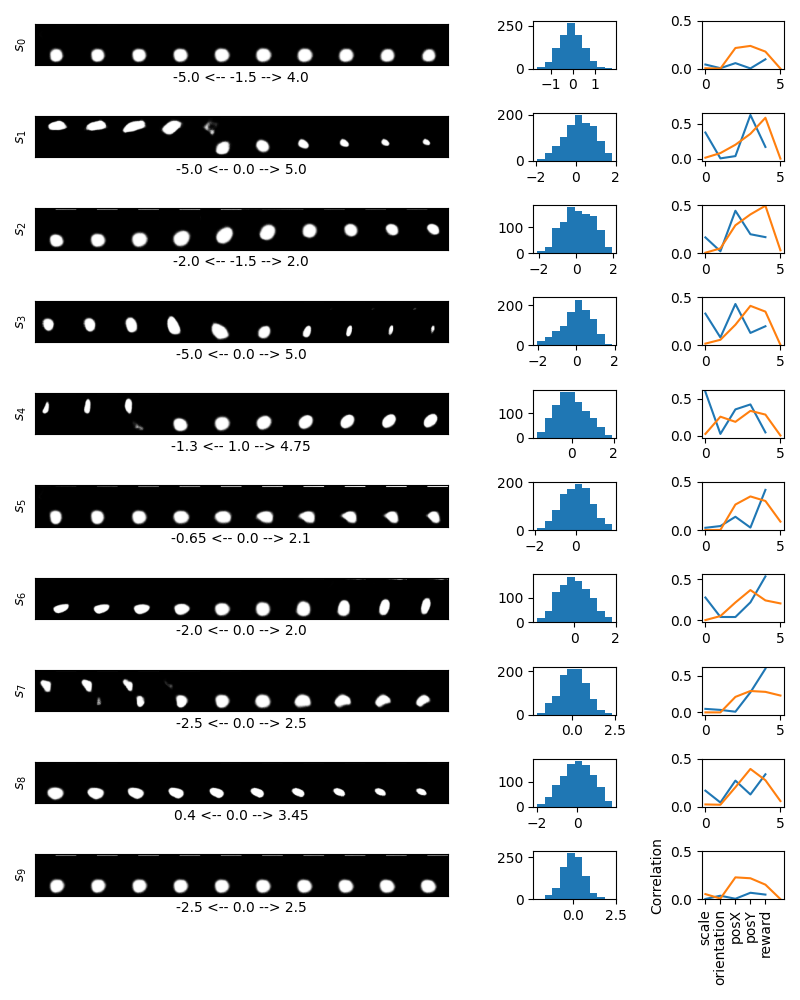 s0
-5.0 <-- -1.5 --> 4.0
250
0
−1 0 1
0.5
0.0
0 5
s1
-5.0 <-- 0.0 --> 5.0
200
0
−2 0 2
0.5
0.0
0 5
s2
-2.0 <-- -1.5 --> 2.0
100
0
−2 0 2
0.5
0.0
0 5
s3
-5.0 <-- 0.0 --> 5.0
200
0
−2 0 2
0.5
0.0
0 5
s4
-1.3 <-- 1.0 --> 4.75
100
0
0 2
0.5
0.0
0 5
s5
-0.65 <-- 0.0 --> 2.1
200
0
−2 0
0.5
0.0
0 5
s6
-2.0 <-- 0.0 --> 2.0
100
0
0 2
0.5
0.0
0 5
s7
-2.5 <-- 0.0 --> 2.5
200
0
0.0 2.5
0.5
0.0
0 5
s8
0.4 <-- 0.0 --> 3.45
100
0
−2 0
0.5
0.0
0 5
s9
-2.5 <-- 0.0 --> 2.5
250
0
0.0 2.5
Correlation
0.5
0.0
scale
orientation
posX
posY
reward